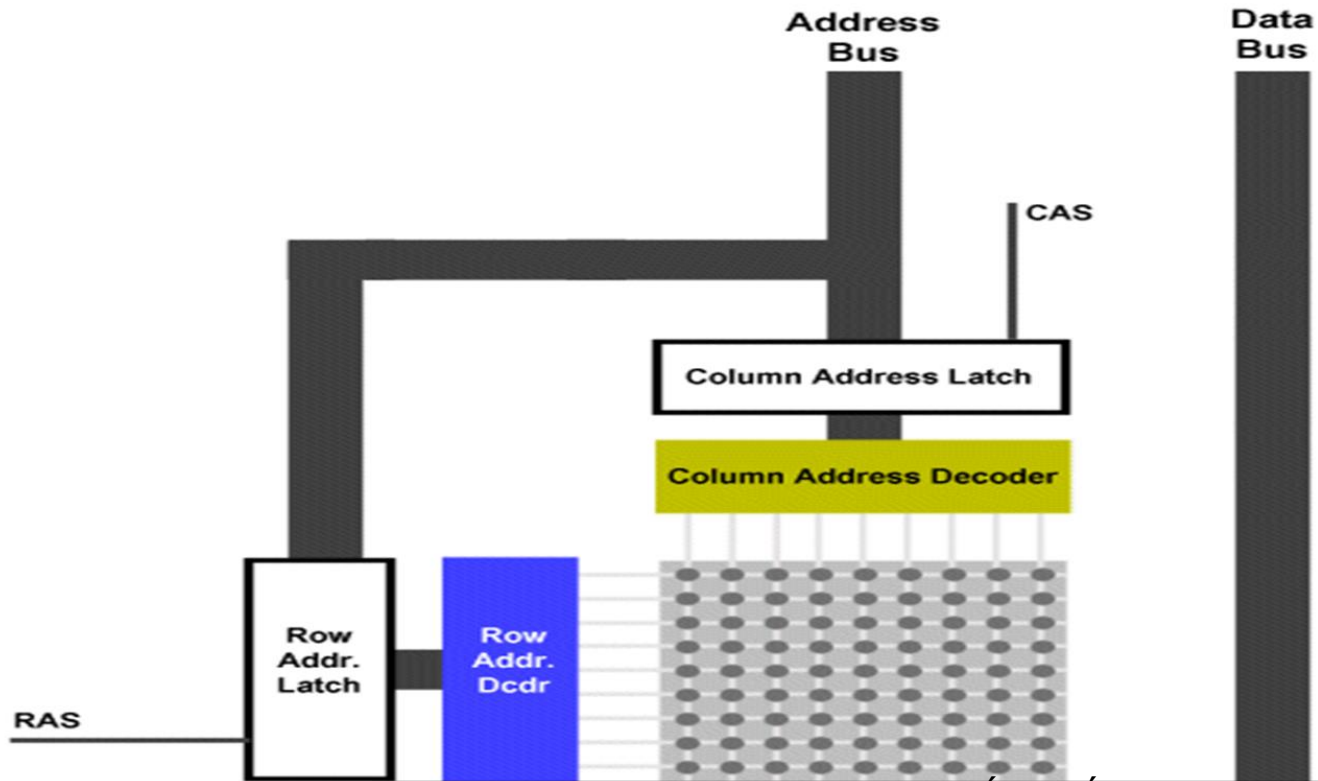 Address
Bus
Data
Bus
CAS
Column Address Latch
Column Address Decoder
Row
Addr.
Latch
Row
Addr.
Dcdr
RAS